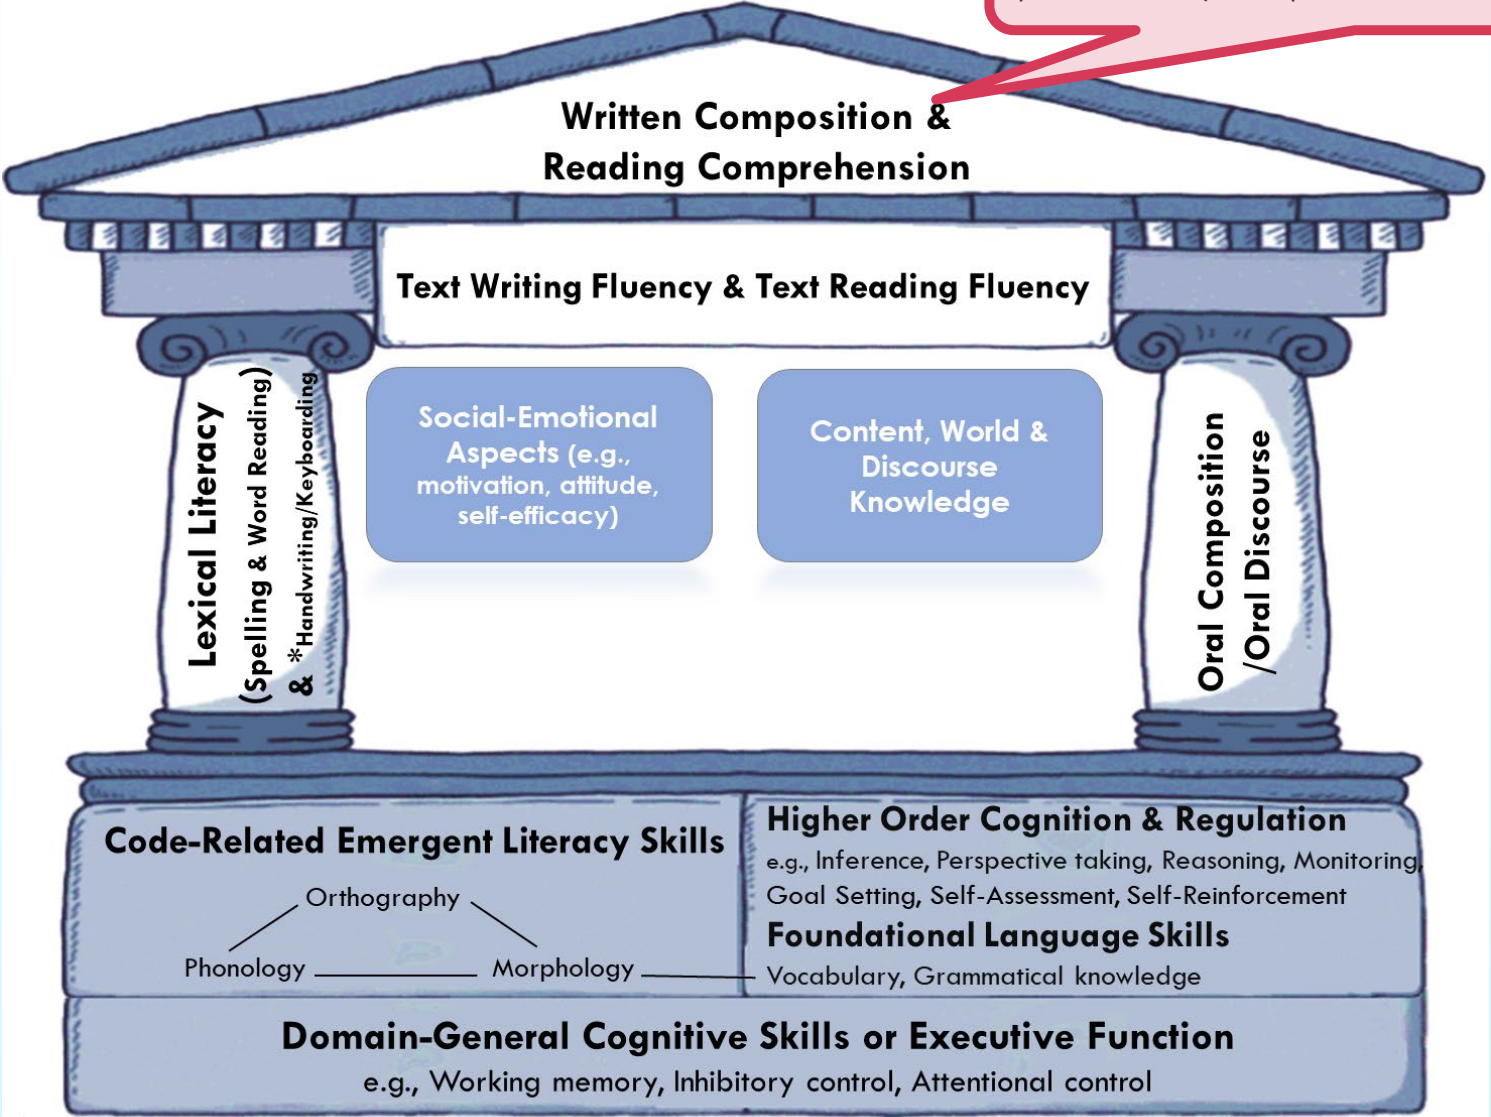 Written Composition &
Reading Comprehension
Text Writing Fluency & Text Reading Fluency
Lexical Literacy
(Spelling & Word Reading)
& *Handwriting/Keyboarding
Social-Emotional
Aspects (e.g.,
motivation, attitude,
self-efficacy)
Content, World &
Discourse
Knowledge
Oral Composition
/Oral Discourse
Code-Related Emergent Literacy Skills
Orthography
Phonology
Morphology
Higher Order Cognition & Regulation
e.g., Inference, Perspective taking, Reasoning, Monitoring,
Goal Setting, Self-Assessment, Self-Reinforcement
Foundational Language Skills
Vocabulary, Grammatical knowledge
Domain-General Cognitive Skills or Executive Function
e.g., Working memory, Inhibitory control, Attentional control